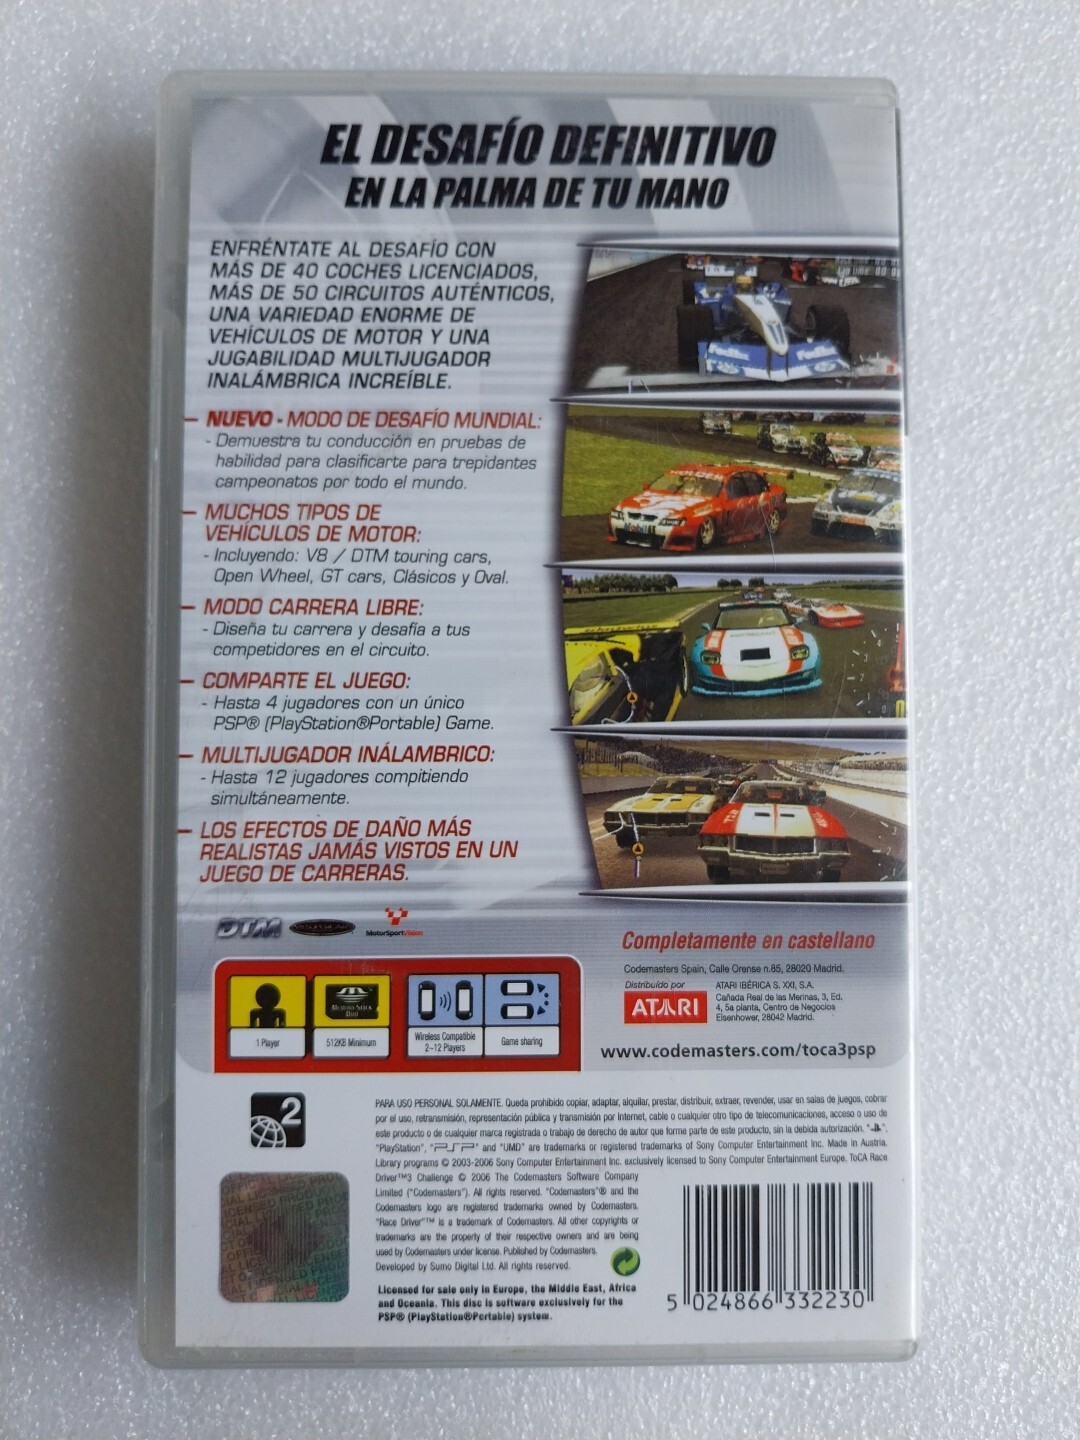 EL DESAFÍO DEFINITIVO
EN LA PALMA DE TU MANO
ENFRÉNTATE AL DESAFÍO CON
MÁS DE 40 COCHES LICENCIADOS,
MÁS DE 50 CIRCUITOS AUTÉNTICOS,
UNA VARIEDAD ENORME DE
VEHÍCULOS DE MOTOR Y UNA
JUGABILIDAD MULTIJUGADOR
INALÁMBRICA INCREÍBLE.
– NUEVO - MODO DE DESAFÍO MUNDIAL:
- Demuestra tu conducción en pruebas de
habilidad para clasificarte para trepidantes
campeonatos por todo el mundo.
– MUCHOS TIPOS DE
VEHÍCULOS DE MOTOR:
- Incluyendo: V8 / DTM touring cars,
Open Wheel, GT cars, Clásicos y Oval.
– MODO CARRERA LIBRE:
- Diseña tu carrera y desafía a tus
competidores en el circuito.
– COMPARTE EL JUEGO:
- Hasta 4 jugadores con un único
PSP® (PlayStation®Portable) Game.
– MULTIJUGADOR INÁLAMBRICO:
- Hasta 12 jugadores compitiendo
simultáneamente.
– LOS EFECTOS DE DAÑO MÁS
REALISTAS JAMÁS VISTOS EN UN
JUEGO DE CARRERAS.
FedEx FedEx
HOLDEN
Mobil
DTM
MotorSportVision
Completamente en castellano
Codemasters Spain, Calle Orense n.85, 28020 Madrid.
Distribuido por
ATARI
ATARI IBÉRICA S. XXI, S.A.
Cañada Real de las Merinas, 3, Ed.
4, 5a planta, Centro de Negocios
Eisenhower, 28042 Madrid.
www.codemasters.com/toca3psp
1 Player
MEMORY STICK
DUO
512KB Minimum
Wireless Compatible
2-12 Players
Game sharing
2
PARA USO PERSONAL SOLAMENTE. Queda prohibido copiar, adaptar, alquilar, prestar, distribuir, extraer, revender, usar en salas de juegos, cobrar
por el uso, retransmisión, representación pública y transmisión por Internet, cable o cualquier otro tipo de telecomunicaciones, acceso o uso de
este producto o de cualquier marca registrada o trabajo de derecho de autor que forme parte de este producto, sin la debida autorización. " ",
"PlayStation", "PSP" and "UMD" are trademarks or registered trademarks of Sony Computer Entertainment Inc. Made in Austria.
Library programs © 2003-2006 Sony Computer Entertainment Inc. exclusively licensed to Sony Computer Entertainment Europe. ToCA Race
Driver™3 Challenge © 2006 The Codemasters Software Company
Limited ("Codemasters"). All rights reserved. "Codemasters"® and the
Codemasters logo are registered trademarks owned by Codemasters.
"Race Driver"™ is a trademark of Codemasters. All other copyrights or
trademarks are the property of their respective owners and are being
used by Codemasters under license. Published by Codemasters.
Developed by Sumo Digital Ltd. All rights reserved.
Licensed for sale only in Europe, the Middle East, Africa
and Oceania. This disc is software exclusively for the
PSP® (PlayStation®Portable) system.
5 024866 332230